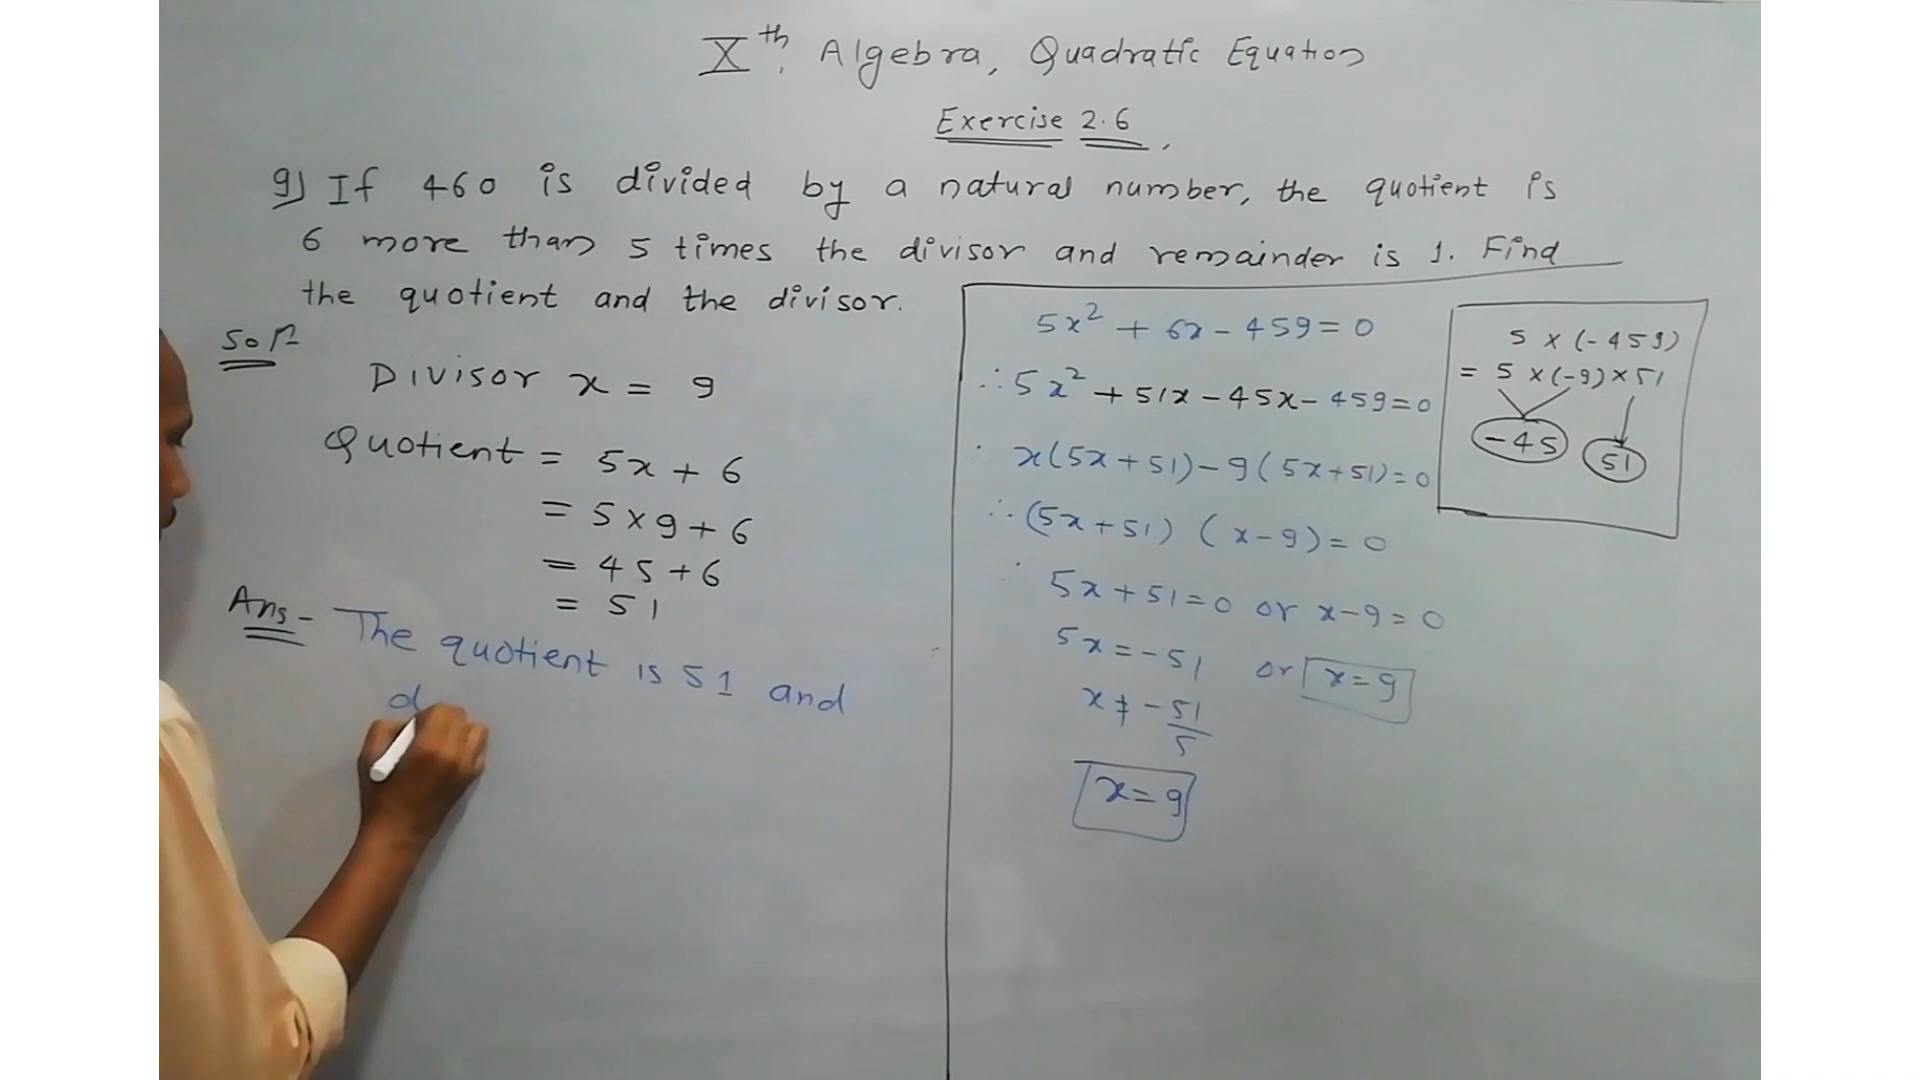 Xth, Algebra, Quadratic Equation
Exercise 2.6
9) If 460 is divided by a natural number, the quotient is
6 more than 5 times the divisor and remainder is 1. Find
the quotient and the divisor.
Soln
Divisor x = 9
Quotient = 5x + 6
= 5 × 9 + 6
= 45 + 6
= 51
Ans - The quotient is 51 and
d
5x² + 6x - 459 = 0
∴ 5x² + 51x - 45x - 459 = 0
∴ x(5x + 51) - 9(5x + 51) = 0
∴ (5x + 51) (x - 9) = 0
∴ 5x + 51 = 0 or x - 9 = 0
5x = -51 or x = 9
x ≠ -51/5
x = 9
5 × (-459)
= 5 × (-9) × 51
-45 51